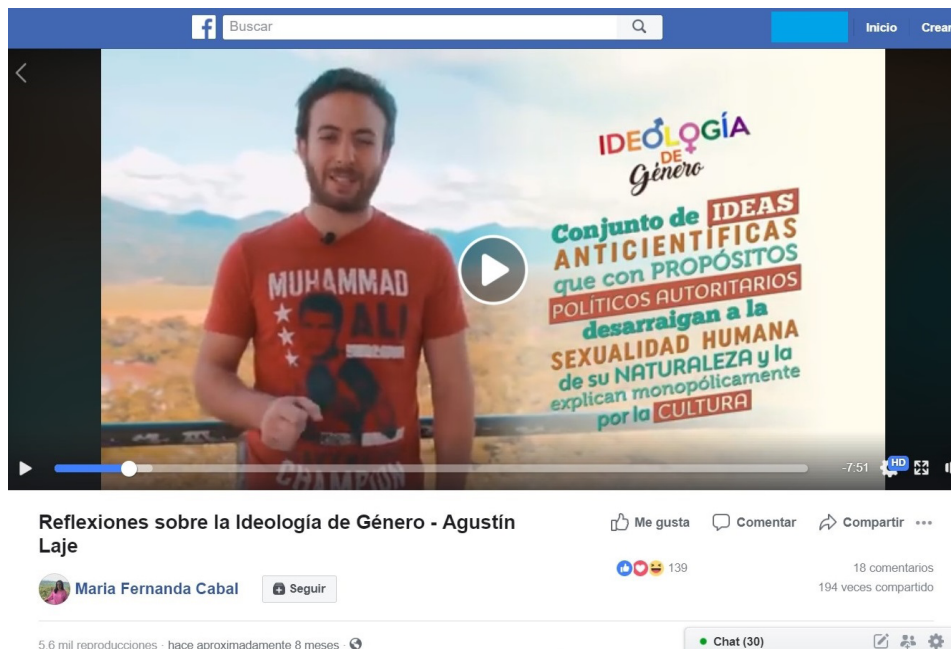 f
Buscar
Inicio
Crear
IDEOLOGÍA
DE
Género
Conjunto de IDEAS
ANTICIENTÍFICAS
que con PROPÓSITOS
POLÍTICOS AUTORITARIOS
desarraigan a la
SEXUALIDAD HUMANA
de su NATURALEZA y la
explican monopólicamente
por la CULTURA
MUHAMMAD
ALI
CHAMPION
-7:51
HD
Reflexiones sobre la Ideología de Género - Agustín
Laje
Me gusta
Comentar
Compartir
139
18 comentarios
194 veces compartido
Maria Fernanda Cabal
Seguir
5.6 mil reproducciones · hace aproximadamente 8 meses ·
Chat (30)